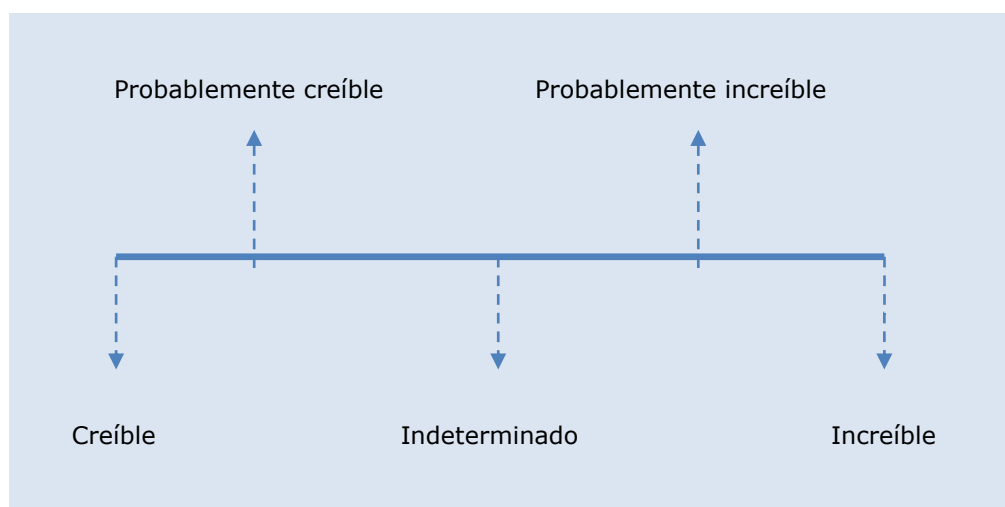 Probablemente creíble
Probablemente increíble
Creíble
Indeterminado
Increíble